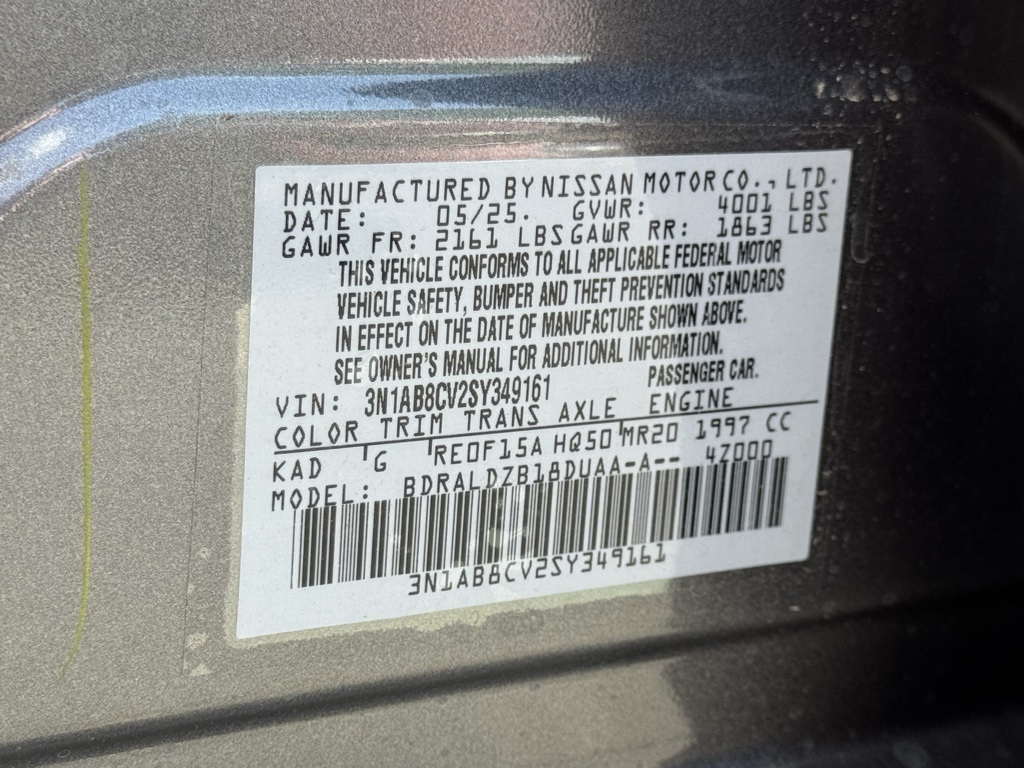 MANUFACTURED BY NISSAN MOTOR CO., LTD.
DATE: 05/25. GVWR: 4001 LBS
GAWR FR: 2161 LBS GAWR RR: 1863 LBS
THIS VEHICLE CONFORMS TO ALL APPLICABLE FEDERAL MOTOR
VEHICLE SAFETY, BUMPER AND THEFT PREVENTION STANDARDS
IN EFFECT ON THE DATE OF MANUFACTURE SHOWN ABOVE.
SEE OWNER'S MANUAL FOR ADDITIONAL INFORMATION.
PASSENGER CAR.
VIN: 3N1AB8CV2SY349161
COLOR TRIM TRANS AXLE ENGINE
KAD G RE0F15A HQ50 MR20 1997 CC
MODEL: BDRALDZB18DUAA-A-- 4Z000
3N1AB8CV2SY349161